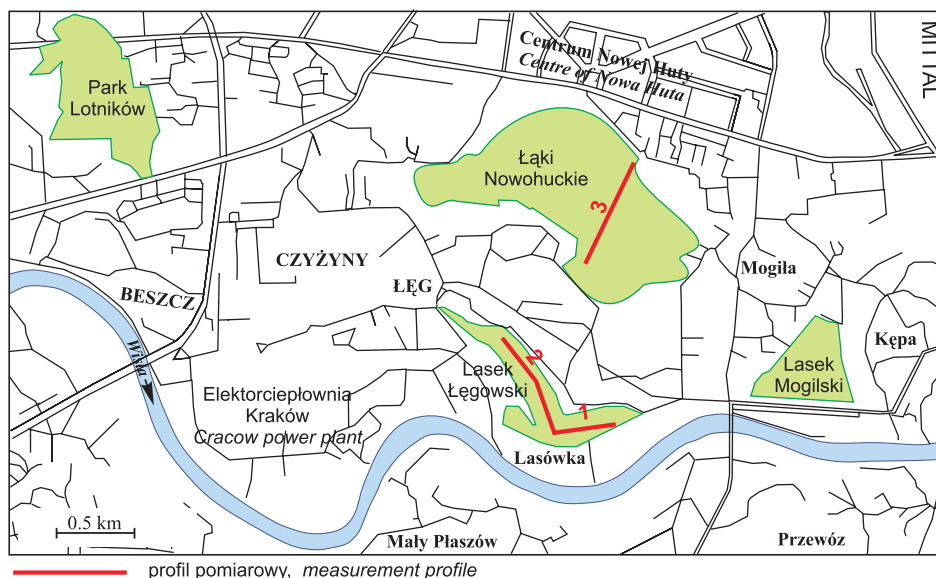 MITTAL
Centrum Nowej Huty
Centre of Nowa Huta
Park
Lotników
Łąki
Nowohuckie
3
CZYŻYNY
Mogiła
BESZCZ
ŁĘG
Wisła
Kępa
2
Lasek
Łęgowski
Lasek
Mogilski
Elektorciepłownia
Kraków
Cracow power plant
1
Lasówka
0.5 km
Mały Płaszów
Przewóz
profil pomiarowy, measurement profile